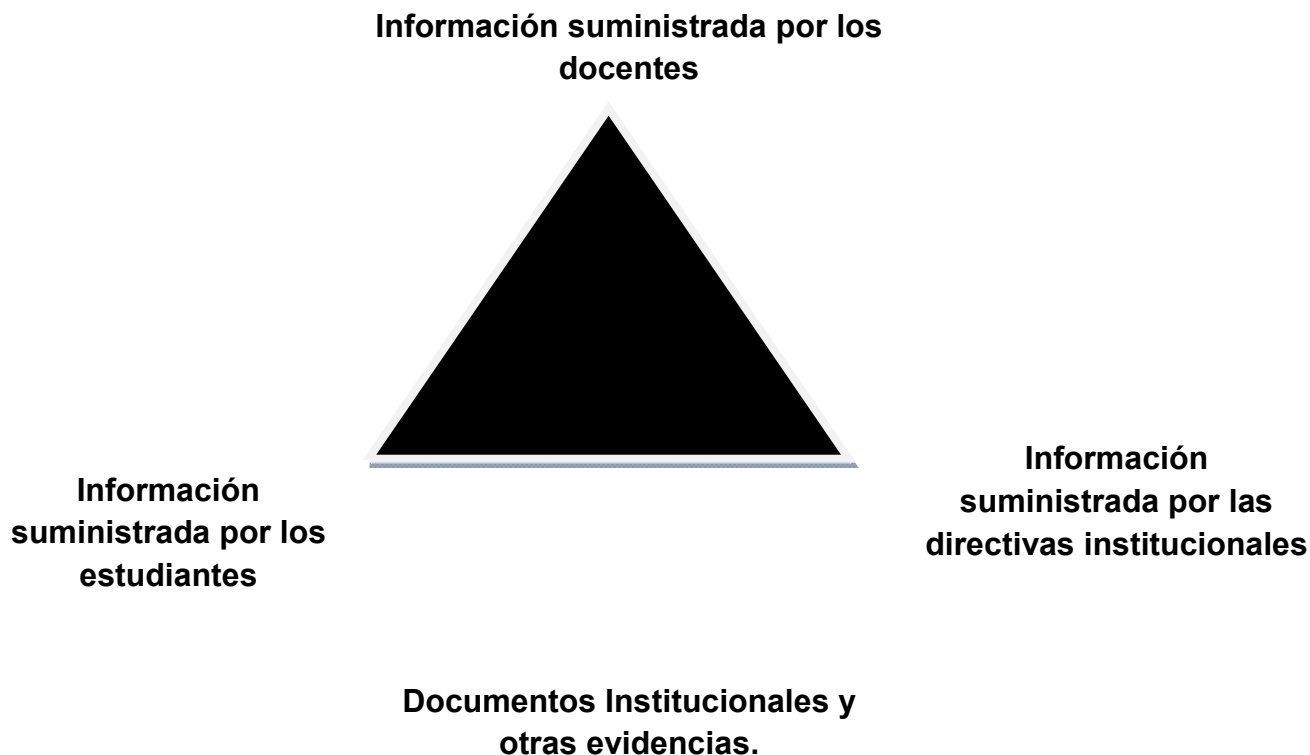 Información suministrada por los
docentes
Información
suministrada por los
estudiantes
Información
suministrada por las
directivas institucionales
Documentos Institucionales y
otras evidencias.